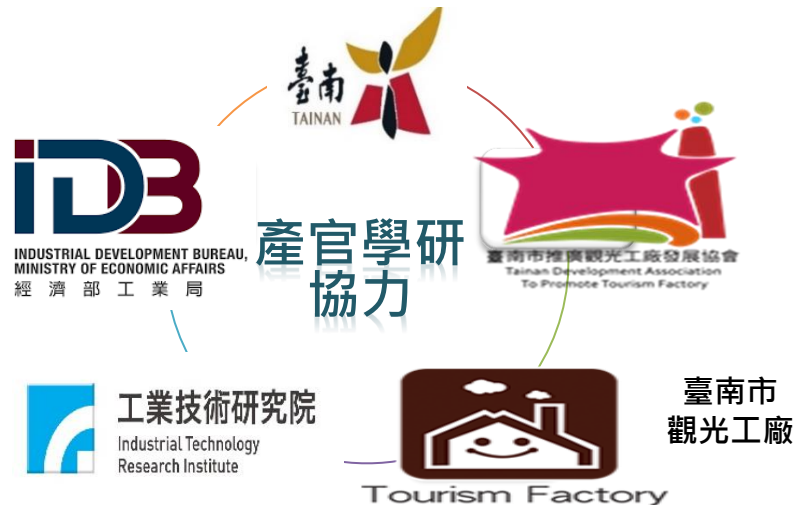 臺南
TAINAN
IDB
INDUSTRIAL DEVELOPMENT BUREAU,
MINISTRY OF ECONOMIC AFFAIRS
經濟部工業局
產官學研
協力
臺南市推廣觀光工廠發展協會
Tainan Development Association
To Promote Tourism Factory
工業技術研究院
Industrial Technology
Research Institute
Tourism Factory
臺南市
觀光工廠